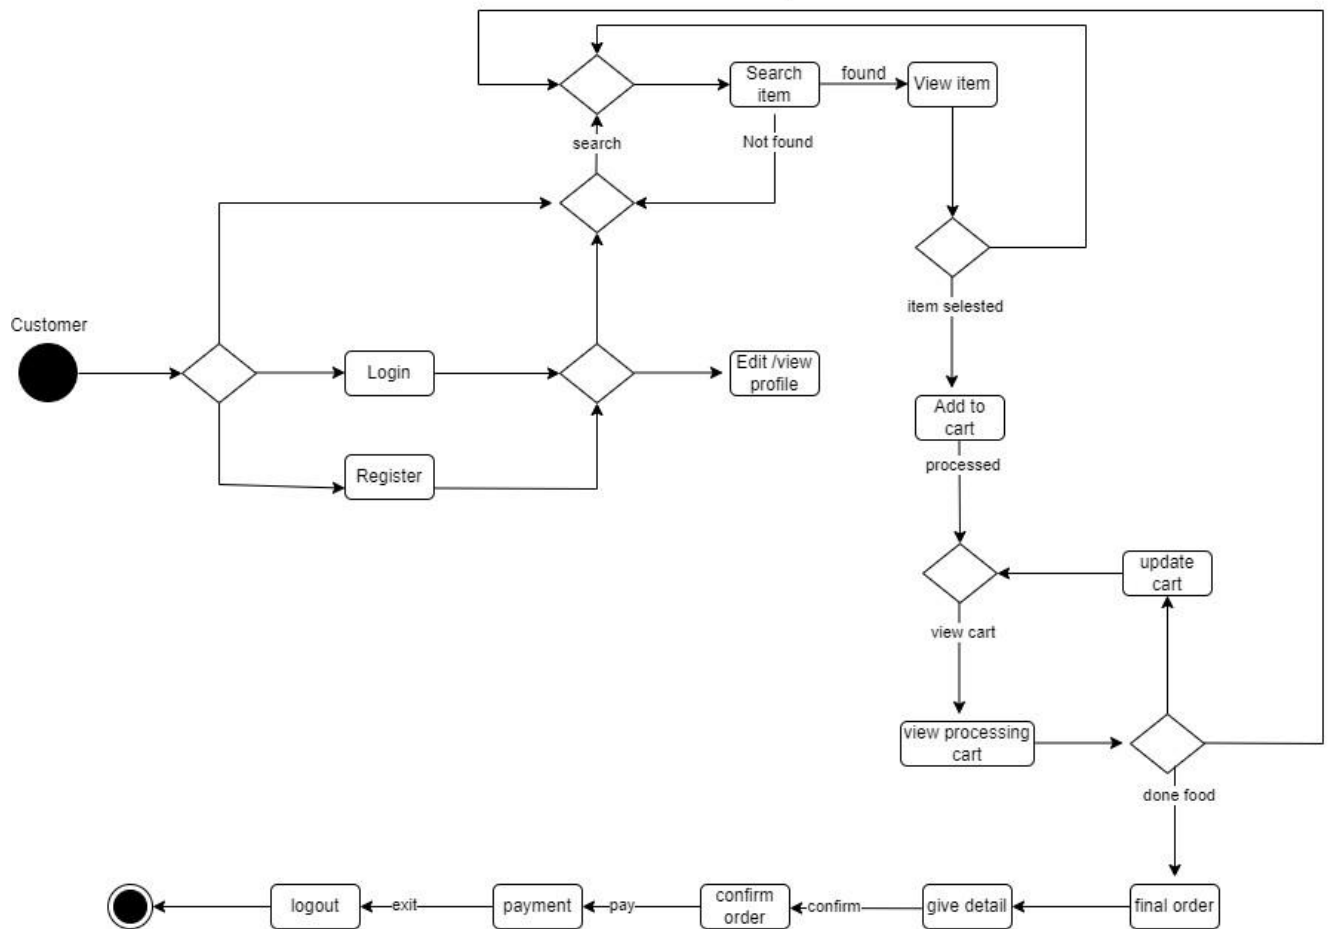 Search
item
found
View item
search
Not found
item selested
Customer
Login
Edit /view
profile
Add to
cart
processed
Register
update
cart
view cart
view processing
cart
done food
logout
exit
payment
pay
confirm
order
confirm
give detail
final order